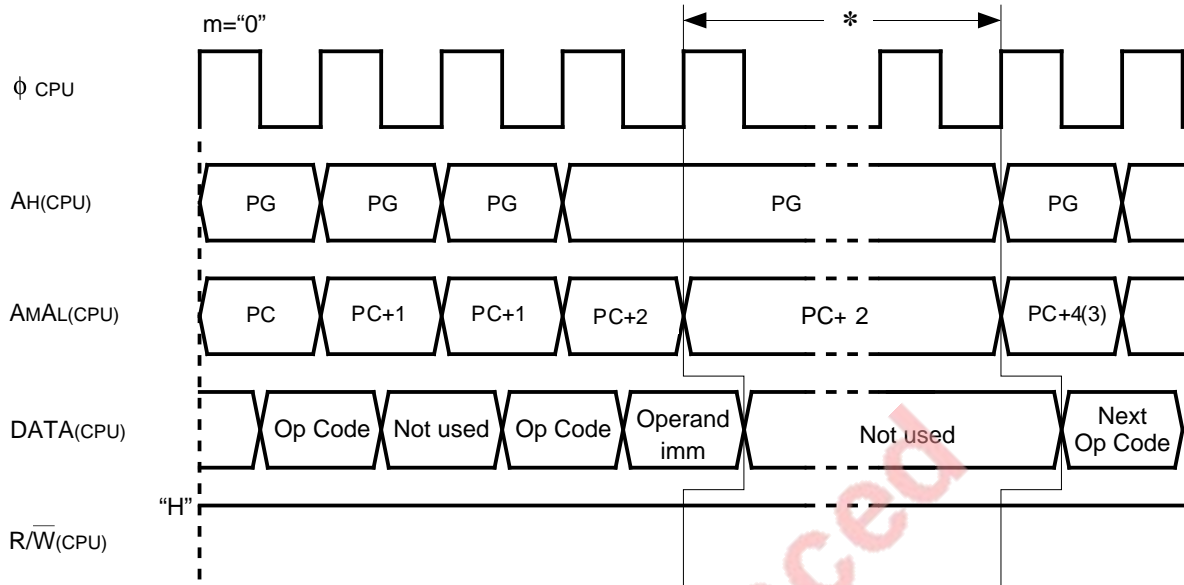 m=“0”
*
ϕ CPU
AH(CPU)
PG PG PG PG PG
AMAL(CPU)
PC PC+1 PC+1 PC+2 PC+ 2 PC+4(3)
DATA(CPU)
Op Code Not used Op Code Operand imm Not used Next Op Code
“H”
R/W̅(CPU)